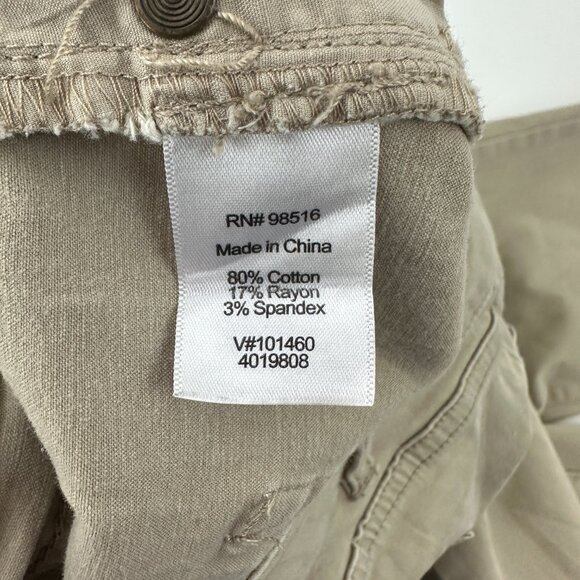 RN# 98516
Made in China
80% Cotton
17% Rayon
3% Spandex
V#101460
4019808